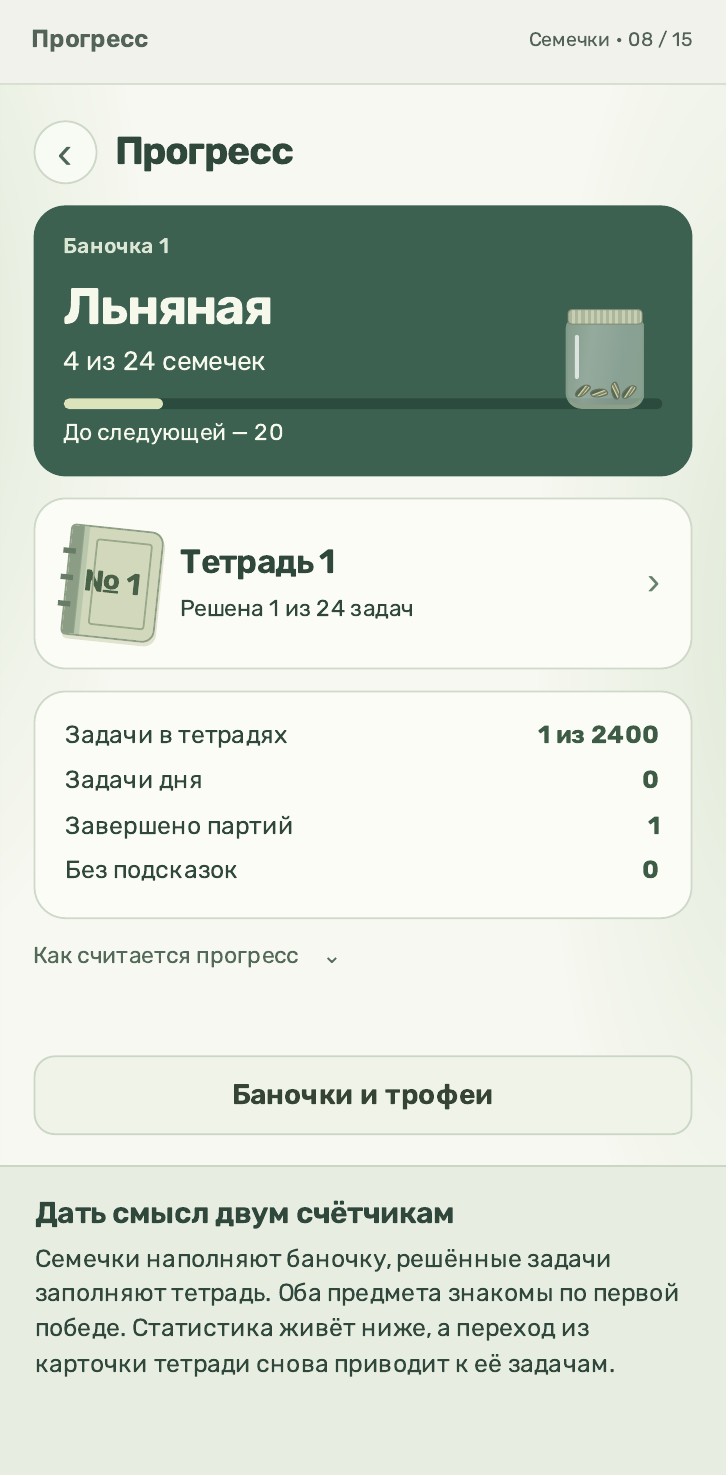 Прогресс
Семечки • 08 / 15
Прогресс
Баночка 1
Льняная
4 из 24 семечек
До следующей — 20
№ 1
Тетрадь 1
Решена 1 из 24 задач
Задачи в тетрадях 1 из 2400
Задачи дня 0
Завершено партий 1
Без подсказок 0
Как считается прогресс
Баночки и трофеи
Дать смысл двум счётчикам
Семечки наполняют баночку, решённые задачи
заполняют тетрадь. Оба предмета знакомы по первой
победе. Статистика живёт ниже, а переход из
карточки тетради снова приводит к её задачам.